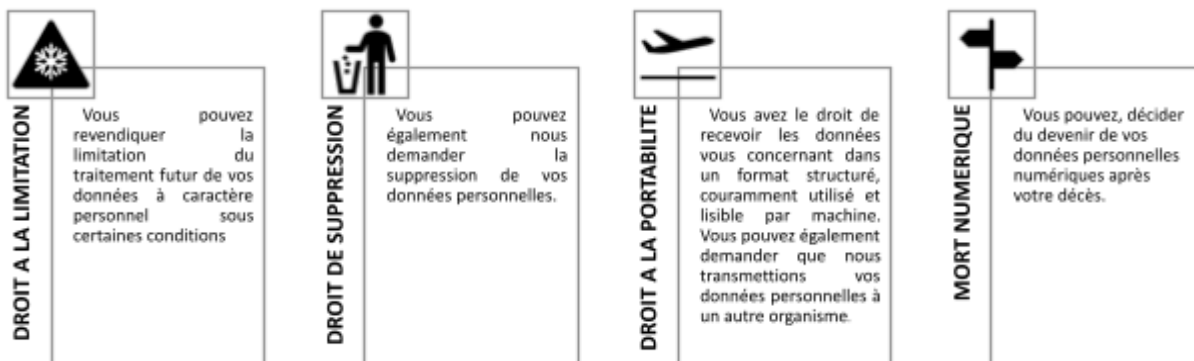 DROIT A LA LIMITATION
Vous pouvez
revendiquer la
limitation du
traitement futur de vos
données à caractère
personnel sous
certaines conditions
DROIT DE SUPPRESSION
Vous pouvez
également nous
demander la
suppression de vos
données personnelles.
DROIT A LA PORTABILITE
Vous avez le droit de
recevoir les données
vous concernant dans
un format structuré,
couramment utilisé et
lisible par machine.
Vous pouvez également
demander que nous
transmettions vos
données personnelles à
un autre organisme.
MORT NUMERIQUE
Vous pouvez, décider
du devenir de vos
données personnelles
numériques après
votre décès.